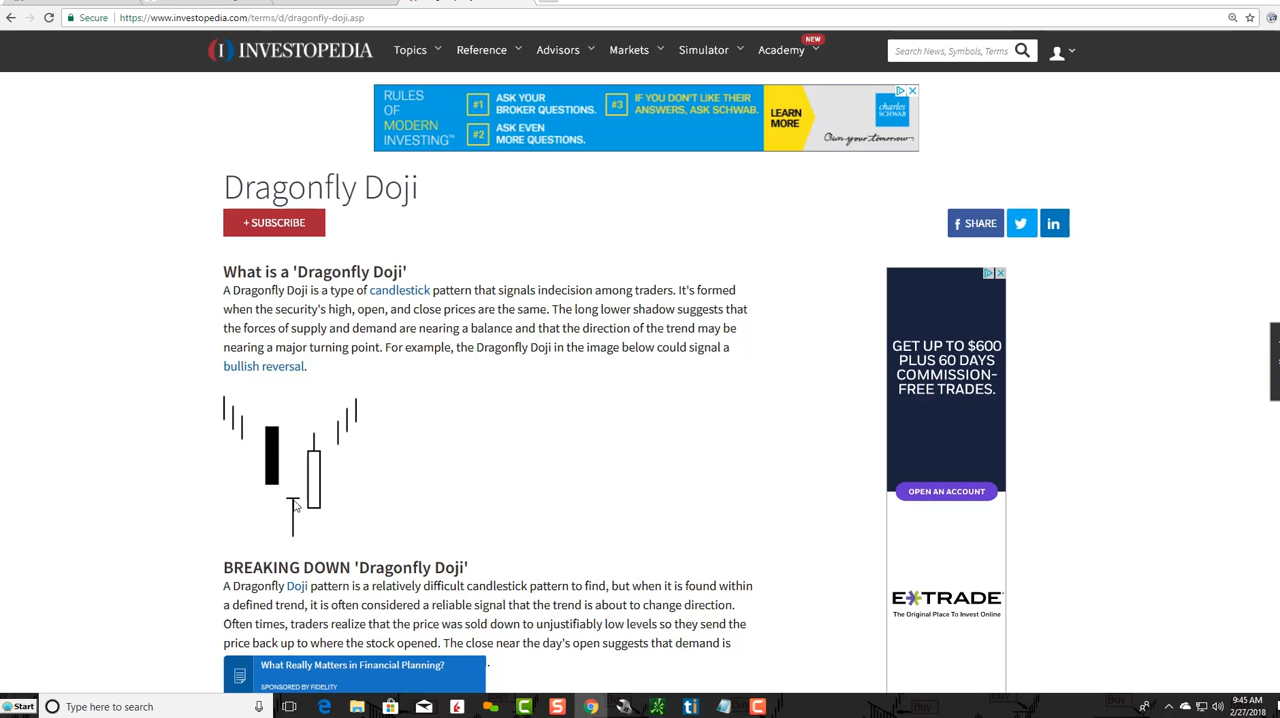 Secure https://www.investopedia.com/terms/d/dragonfly-doji.asp
INVESTOPEDIA Topics Reference Advisors Markets Simulator Academy NEW Search News, Symbols, Terms
RULES OF MODERN INVESTING™
#1 ASK YOUR BROKER QUESTIONS.
#2 ASK EVEN MORE QUESTIONS.
#3 IF YOU DON'T LIKE THEIR ANSWERS, ASK SCHWAB.
LEARN MORE
charles SCHWAB
Own your tomorrow™
Dragonfly Doji
+ SUBSCRIBE
f SHARE
in
What is a 'Dragonfly Doji'
A Dragonfly Doji is a type of candlestick pattern that signals indecision among traders. It's formed
when the security's high, open, and close prices are the same. The long lower shadow suggests that
the forces of supply and demand are nearing a balance and that the direction of the trend may be
nearing a major turning point. For example, the Dragonfly Doji in the image below could signal a
bullish reversal.
BREAKING DOWN 'Dragonfly Doji'
A Dragonfly Doji pattern is a relatively difficult candlestick pattern to find, but when it is found within
a defined trend, it is often considered a reliable signal that the trend is about to change direction.
Often times, traders realize that the price was sold down to unjustifiably low levels so they send the
price back up to where the stock opened. The close near the day's open suggests that demand is
What Really Matters in Financial Planning?
SPONSORED BY FIDELITY
GET UP TO $600
PLUS 60 DAYS
COMMISSION-
FREE TRADES.
OPEN AN ACCOUNT
E*TRADE
The Original Place To Invest Online
Start
Type here to search
9:45 AM
2/27/2018